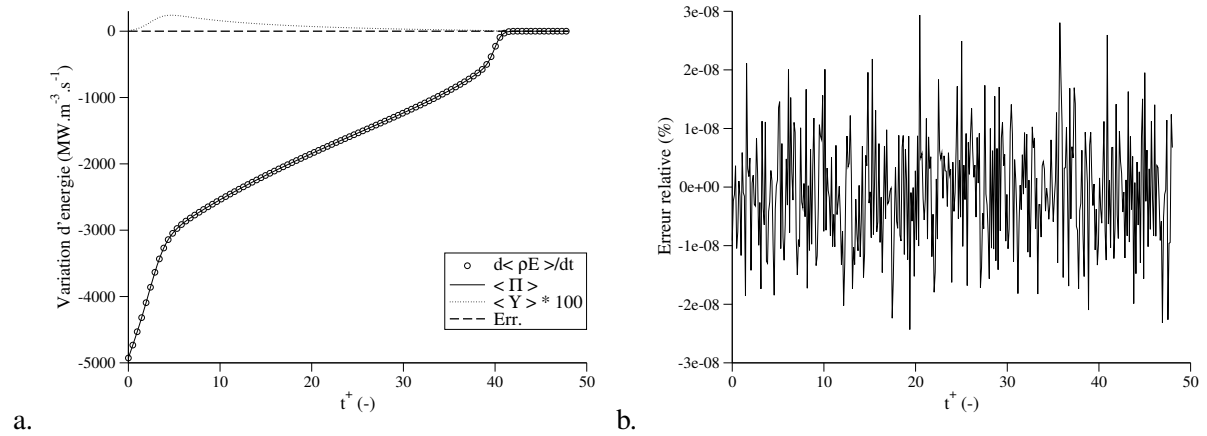 0
-1000
-2000
-3000
-4000
-5000
Variation d'energie (MW.m⁻³.s⁻¹)
d< ρE >/dt
< Π >
< Υ > * 100
Err.
0 10 20 30 40 50
t⁺ (-)
a.
3e-08
2e-08
1e-08
0e+00
-1e-08
-2e-08
-3e-08
Erreur relative (%)
0 10 20 30 40 50
t⁺ (-)
b.